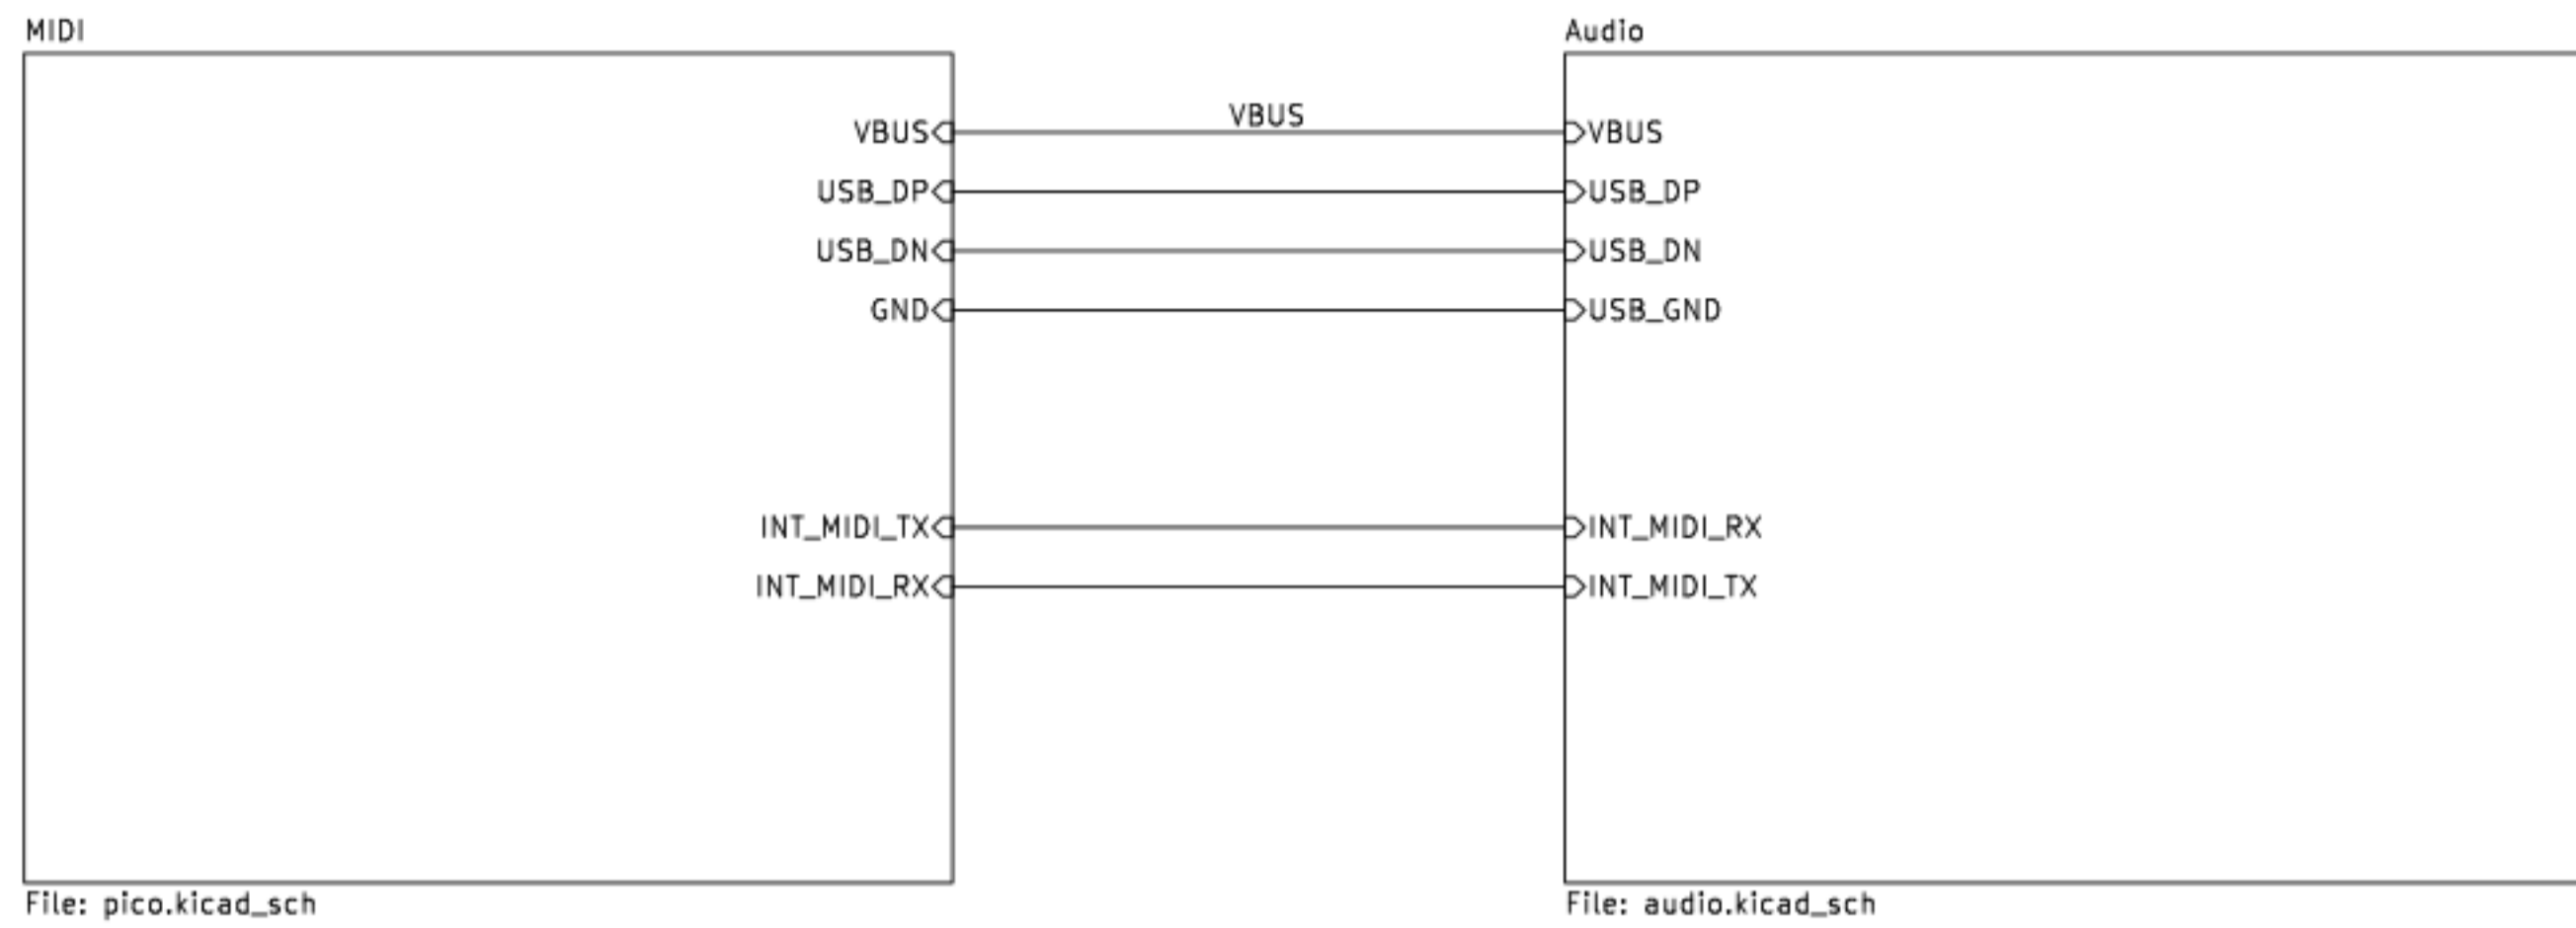 MIDI
Audio
VBUS
VBUS
VBUS
USB_DP
USB_DP
USB_DN
USB_DN
GND
USB_GND
INT_MIDI_TX
INT_MIDI_RX
INT_MIDI_RX
INT_MIDI_TX
File: pico.kicad_sch
File: audio.kicad_sch